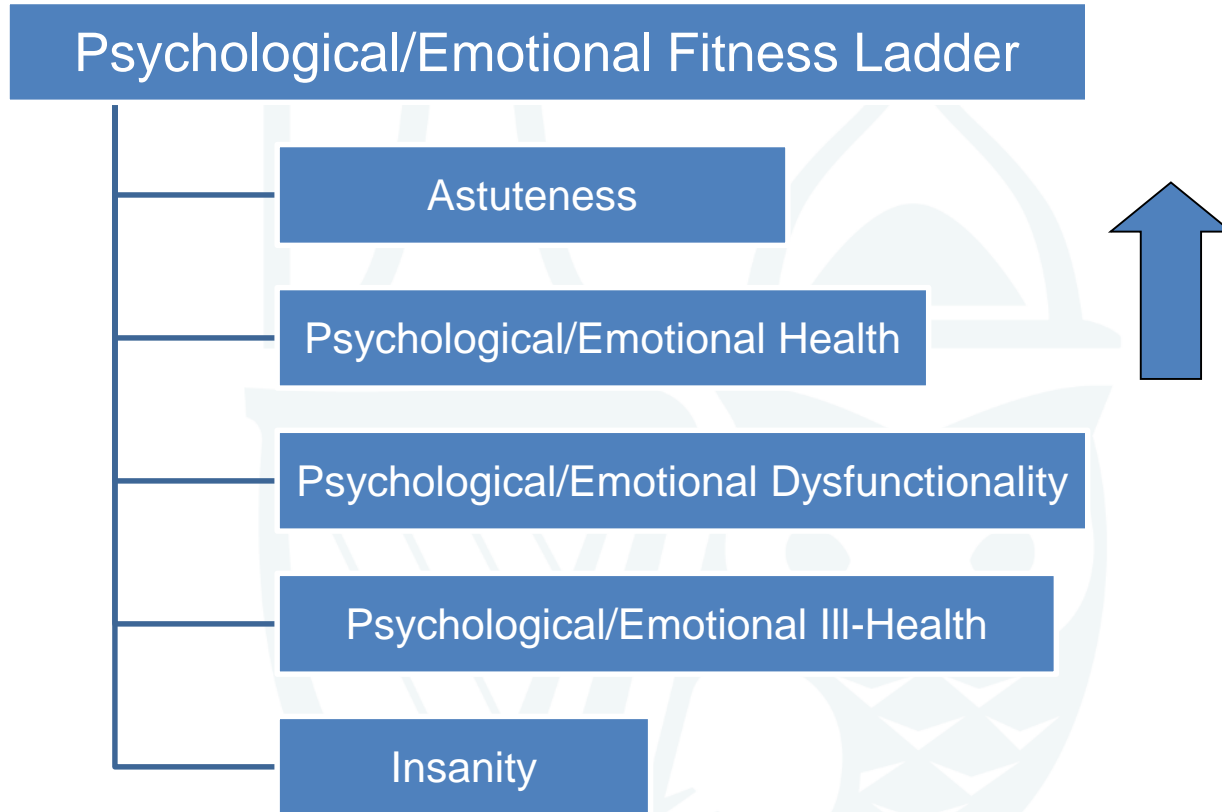 Psychological/Emotional Fitness Ladder
Astuteness
Psychological/Emotional Health
Psychological/Emotional Dysfunctionality
Psychological/Emotional Ill-Health
Insanity